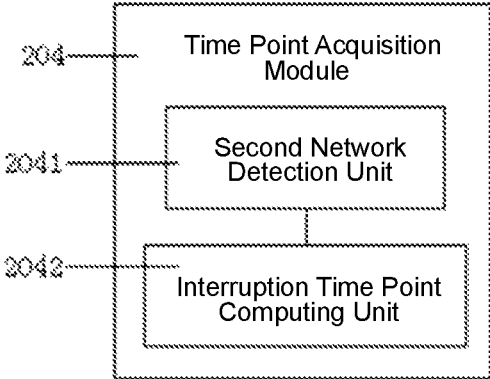 204
Time Point Acquisition
Module
2041
Second Network
Detection Unit
2042
Interruption Time Point
Computing Unit